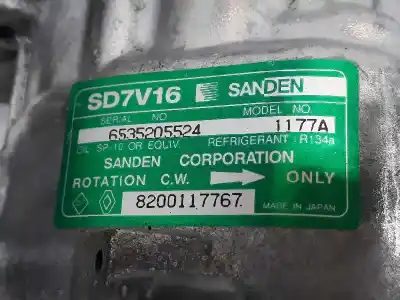 SD7V16 SANDEN
SERIAL NO MODEL NO.
6535205524 1177A
OIL SP-10 OR EQUIV. REFRIGERANT: R134a
SANDEN CORPORATION
ROTATION C.W. ONLY
8200117767 MADE IN JAPAN